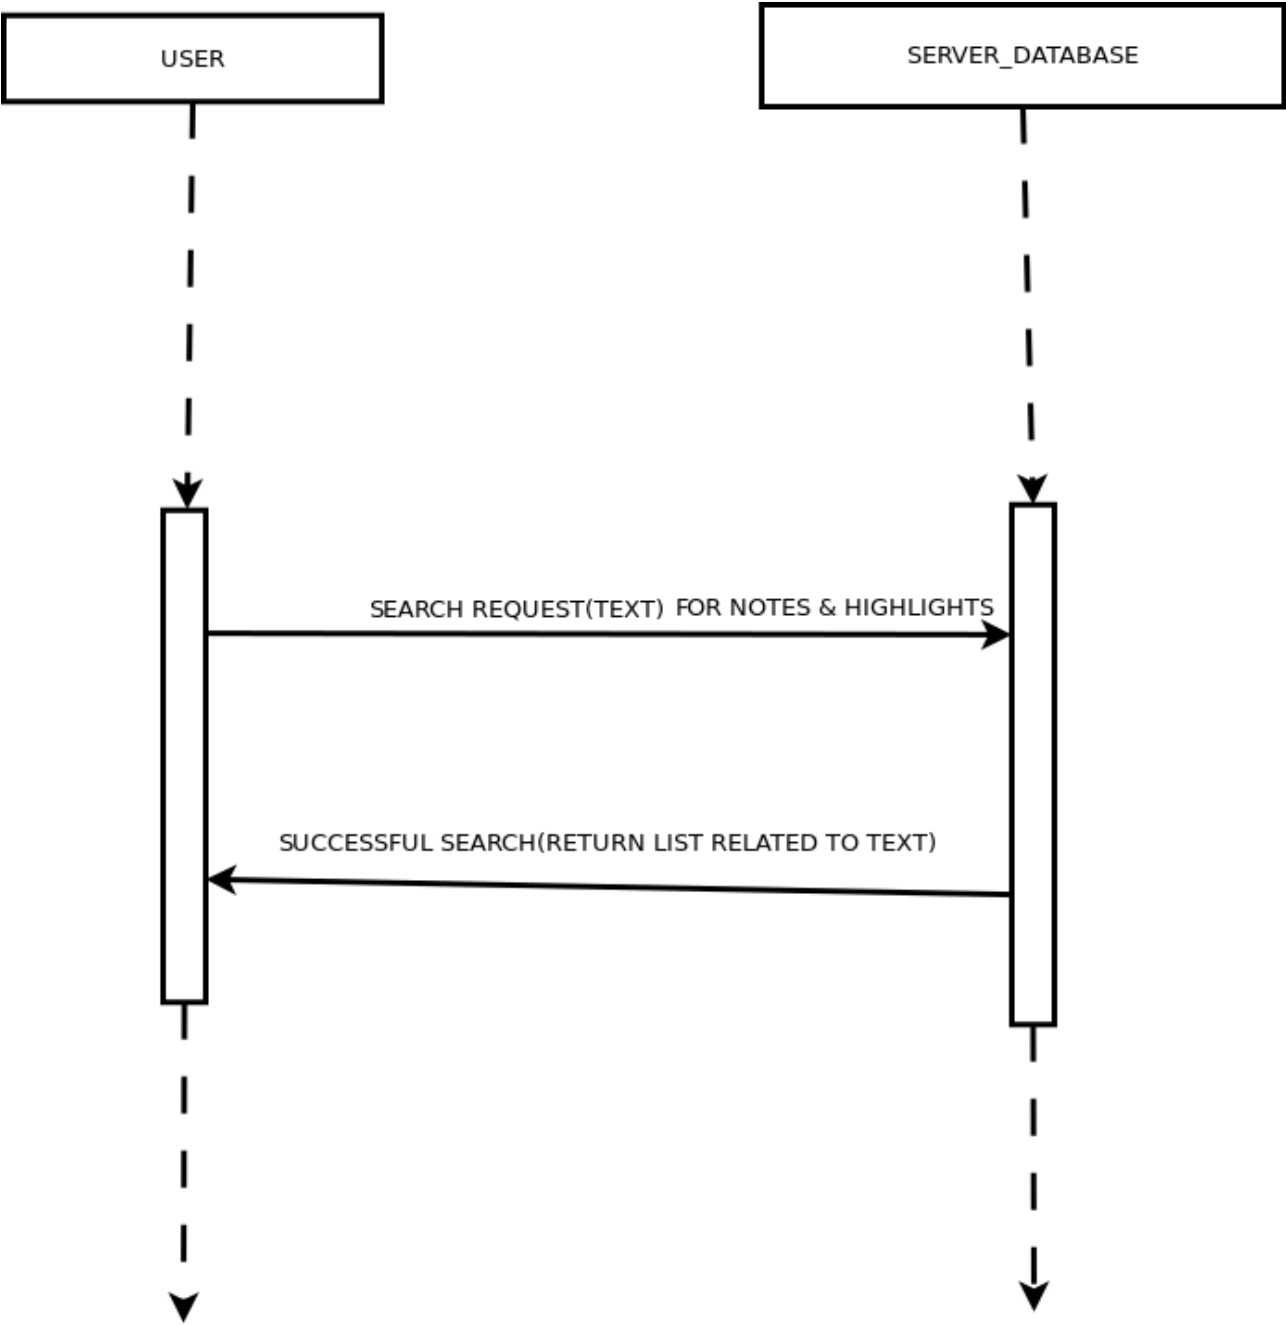 USER
SERVER_DATABASE
SEARCH REQUEST(TEXT) FOR NOTES & HIGHLIGHTS
SUCCESSFUL SEARCH(RETURN LIST RELATED TO TEXT)